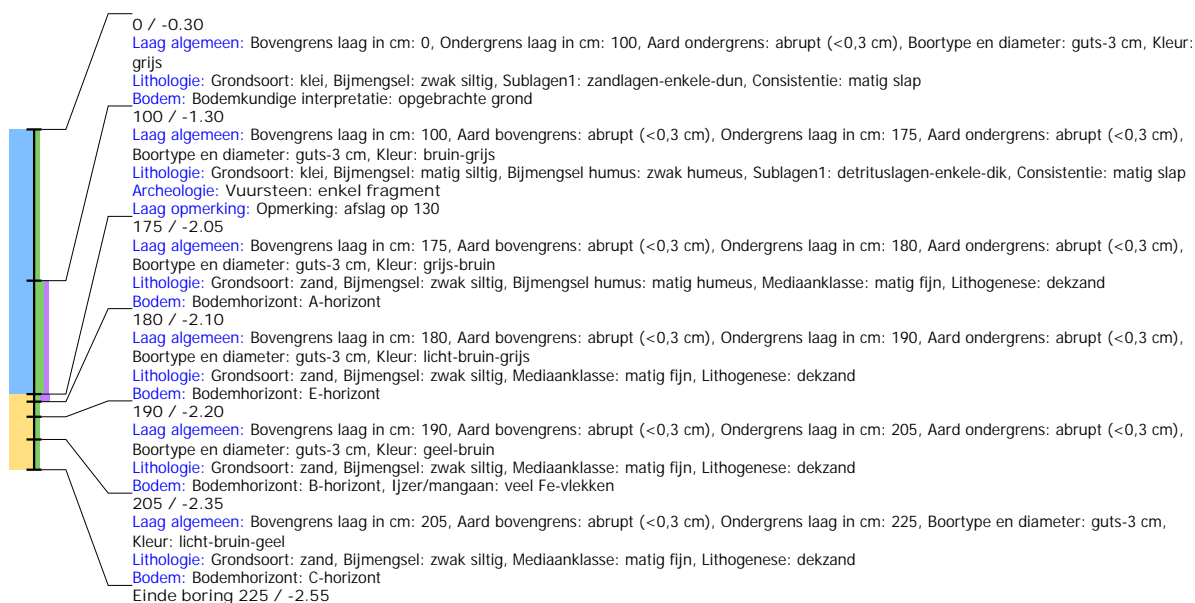 0 / -0.30
Laag algemeen: Bovengrens laag in cm: 0, Ondergrens laag in cm: 100, Aard ondergrens: abrupt (<0,3 cm), Boortype en diameter: guts-3 cm, Kleur:
grijs
Lithologie: Grondsoort: klei, Bijmengsel: zwak siltig, Sublagen1: zandlagen-enkele-dun, Consistentie: matig slap
Bodem: Bodemkundige interpretatie: opgebrachte grond
100 / -1.30
Laag algemeen: Bovengrens laag in cm: 100, Aard bovengrens: abrupt (<0,3 cm), Ondergrens laag in cm: 175, Aard ondergrens: abrupt (<0,3 cm),
Boortype en diameter: guts-3 cm, Kleur: bruin-grijs
Lithologie: Grondsoort: klei, Bijmengsel: matig siltig, Bijmengsel humus: zwak humeus, Sublagen1: detrituslagen-enkele-dik, Consistentie: matig slap
Archeologie: Vuursteen: enkel fragment
Laag opmerking: Opmerking: afslag op 130
175 / -2.05
Laag algemeen: Bovengrens laag in cm: 175, Aard bovengrens: abrupt (<0,3 cm), Ondergrens laag in cm: 180, Aard ondergrens: abrupt (<0,3 cm),
Boortype en diameter: guts-3 cm, Kleur: grijs-bruin
Lithologie: Grondsoort: zand, Bijmengsel: zwak siltig, Bijmengsel humus: matig humeus, Mediaanklasse: matig fijn, Lithogenese: dekzand
Bodem: Bodemhorizont: A-horizont
180 / -2.10
Laag algemeen: Bovengrens laag in cm: 180, Aard bovengrens: abrupt (<0,3 cm), Ondergrens laag in cm: 190, Aard ondergrens: abrupt (<0,3 cm),
Boortype en diameter: guts-3 cm, Kleur: licht-bruin-grijs
Lithologie: Grondsoort: zand, Bijmengsel: zwak siltig, Mediaanklasse: matig fijn, Lithogenese: dekzand
Bodem: Bodemhorizont: E-horizont
190 / -2.20
Laag algemeen: Bovengrens laag in cm: 190, Aard bovengrens: abrupt (<0,3 cm), Ondergrens laag in cm: 205, Aard ondergrens: abrupt (<0,3 cm),
Boortype en diameter: guts-3 cm, Kleur: geel-bruin
Lithologie: Grondsoort: zand, Bijmengsel: zwak siltig, Mediaanklasse: matig fijn, Lithogenese: dekzand
Bodem: Bodemhorizont: B-horizont, Ijzer/mangaan: veel Fe-vlekken
205 / -2.35
Laag algemeen: Bovengrens laag in cm: 205, Aard bovengrens: abrupt (<0,3 cm), Ondergrens laag in cm: 225, Boortype en diameter: guts-3 cm,
Kleur: licht-bruin-geel
Lithologie: Grondsoort: zand, Bijmengsel: zwak siltig, Mediaanklasse: matig fijn, Lithogenese: dekzand
Bodem: Bodemhorizont: C-horizont
Einde boring 225 / -2.55